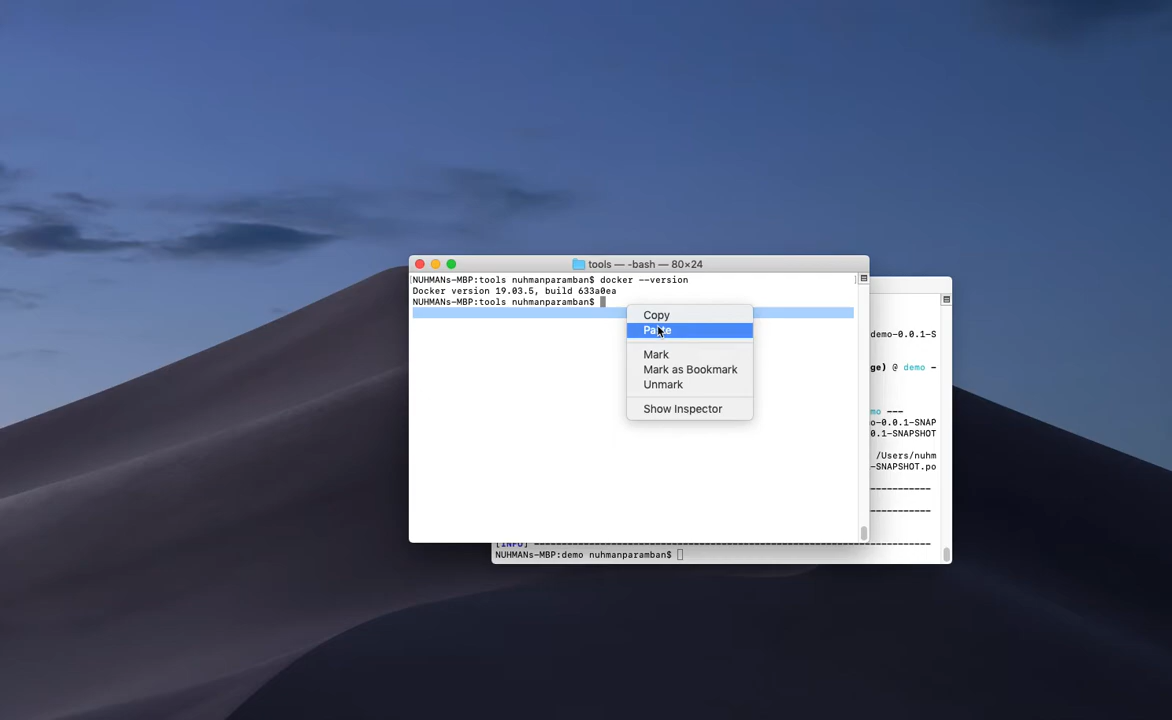 tools — -bash — 80×24
NUHMANs-MBP:tools nuhmanparamban$ docker --version
Docker version 19.03.5, build 633a0ea
NUHMANs-MBP:tools nuhmanparamban$
Copy
Paste
Mark
Mark as Bookmark
Unmark
Show Inspector
demo-0.0.1-S
ge) @ demo -
mo ---
o-0.0.1-SNAP
0.1-SNAPSHOT
/Users/nuhm
-SNAPSHOT.po
-----------
-----------
[INFO] ------------------------------------------------------------------------
NUHMANs-MBP:demo nuhmanparamban$